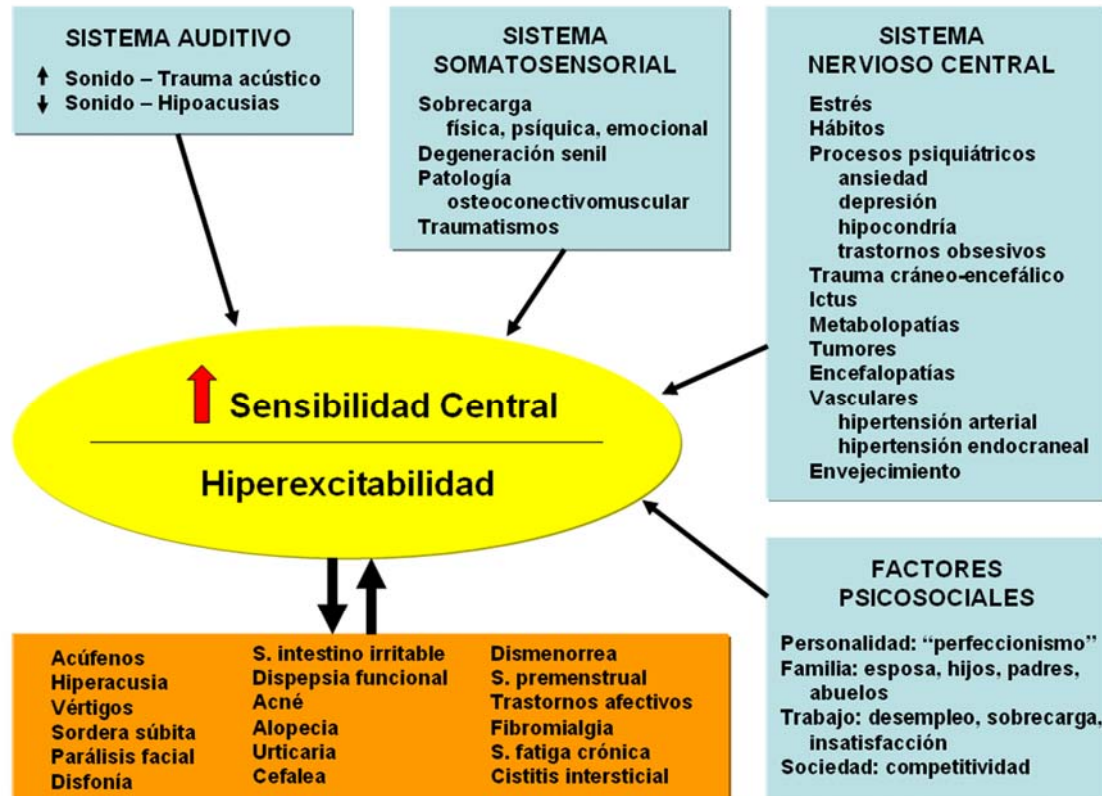 SISTEMA AUDITIVO
Sonido – Trauma acústico
Sonido – Hipoacusias
SISTEMA
SOMATOSENSORIAL
Sobrecarga
física, psíquica, emocional
Degeneración senil
Patología
osteoconectivomuscular
Traumatismos
SISTEMA
NERVIOSO CENTRAL
Estrés
Hábitos
Procesos psiquiátricos
ansiedad
depresión
hipocondría
trastornos obsesivos
Trauma cráneo-encefálico
Ictus
Metabolopatías
Tumores
Encefalopatías
Vasculares
hipertensión arterial
hipertensión endocraneal
Envejecimiento
Sensibilidad Central
Hiperexcitabilidad
FACTORES
PSICOSOCIALES
Personalidad: “perfeccionismo”
Familia: esposa, hijos, padres,
abuelos
Trabajo: desempleo, sobrecarga,
insatisfacción
Sociedad: competitividad
Acúfenos
Hiperacusia
Vértigos
Sordera súbita
Parálisis facial
Disfonía
S. intestino irritable
Dispepsia funcional
Acné
Alopecia
Urticaria
Cefalea
Dismenorrea
S. premenstrual
Trastornos afectivos
Fibromialgia
S. fatiga crónica
Cistitis intersticial